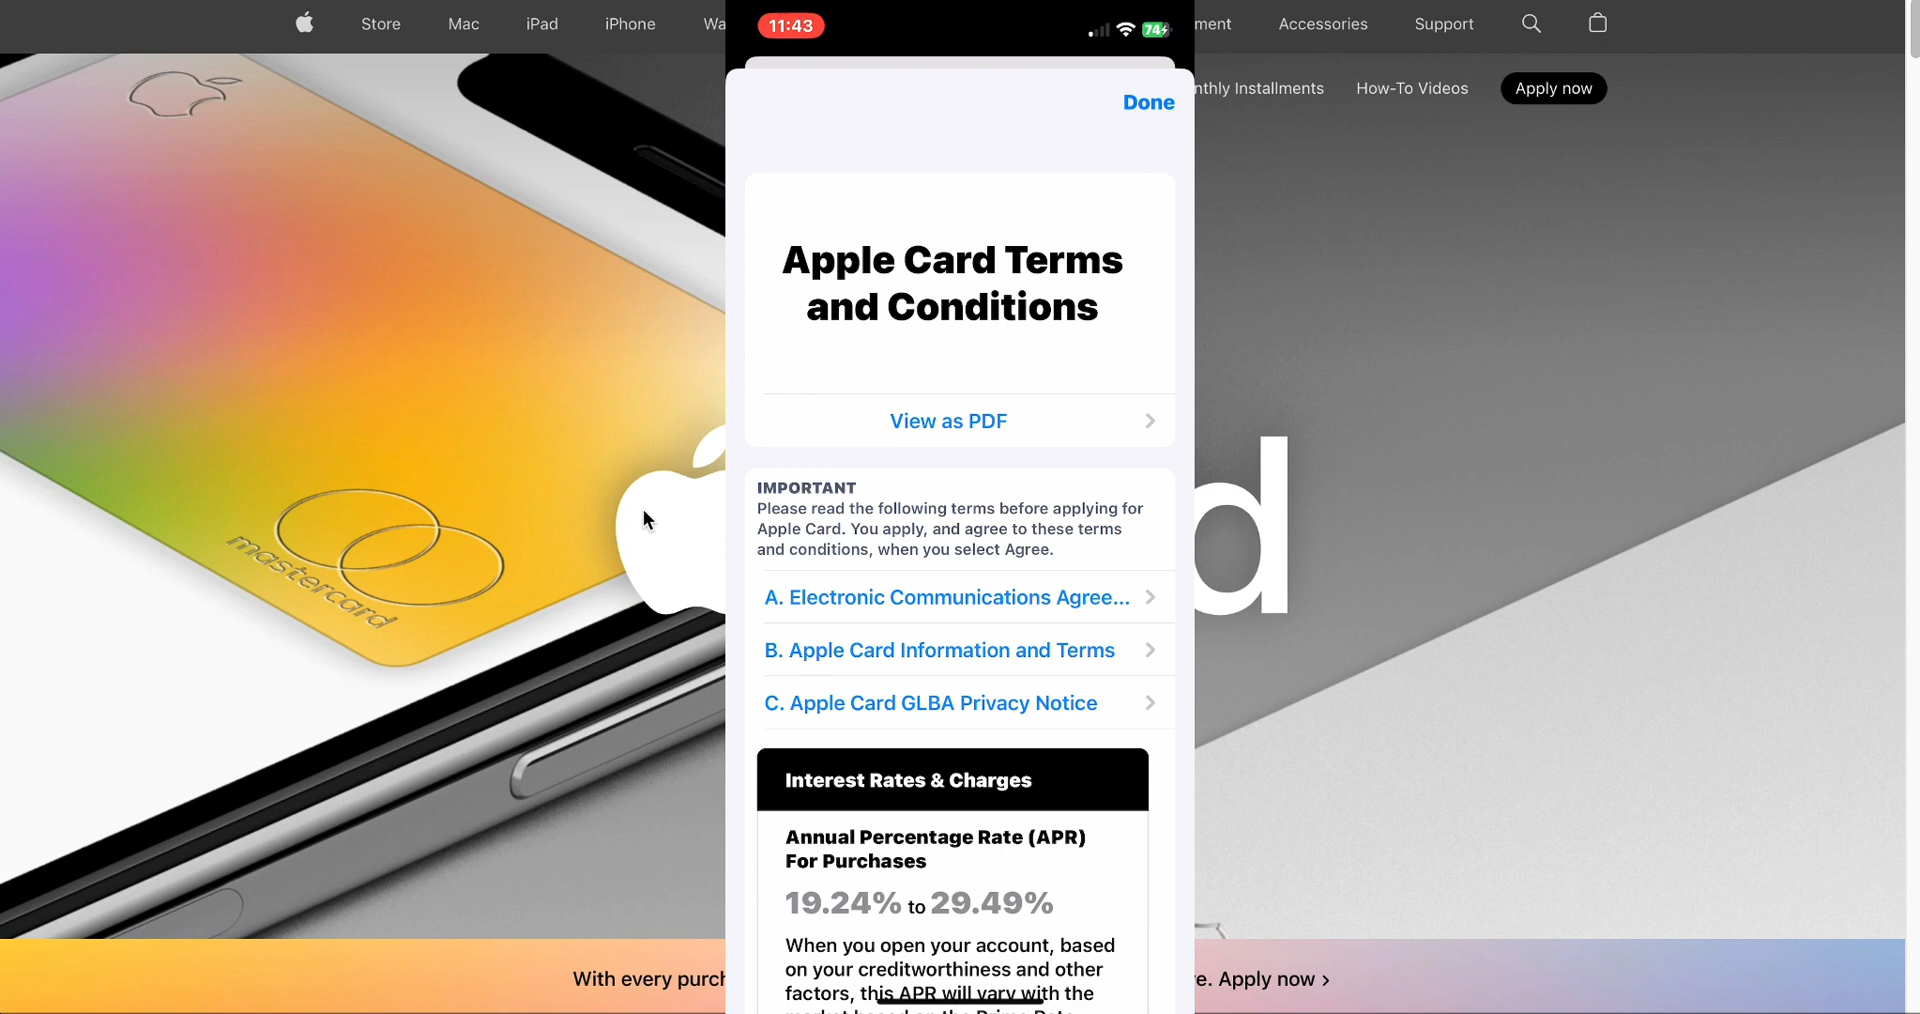 Store Mac iPad iPhone Wa
11:43
74
ment Accessories Support
nthly Installments How-To Videos Apply now
Done
Apple Card Terms
and Conditions
View as PDF
IMPORTANT
Please read the following terms before applying for
Apple Card. You apply, and agree to these terms
and conditions, when you select Agree.
A. Electronic Communications Agree...
B. Apple Card Information and Terms
C. Apple Card GLBA Privacy Notice
Interest Rates & Charges
Annual Percentage Rate (APR)
For Purchases
19.24% to 29.49%
When you open your account, based
on your creditworthiness and other
factors, this APR will vary with the
mastercard
d
With every purch
e. Apply now >